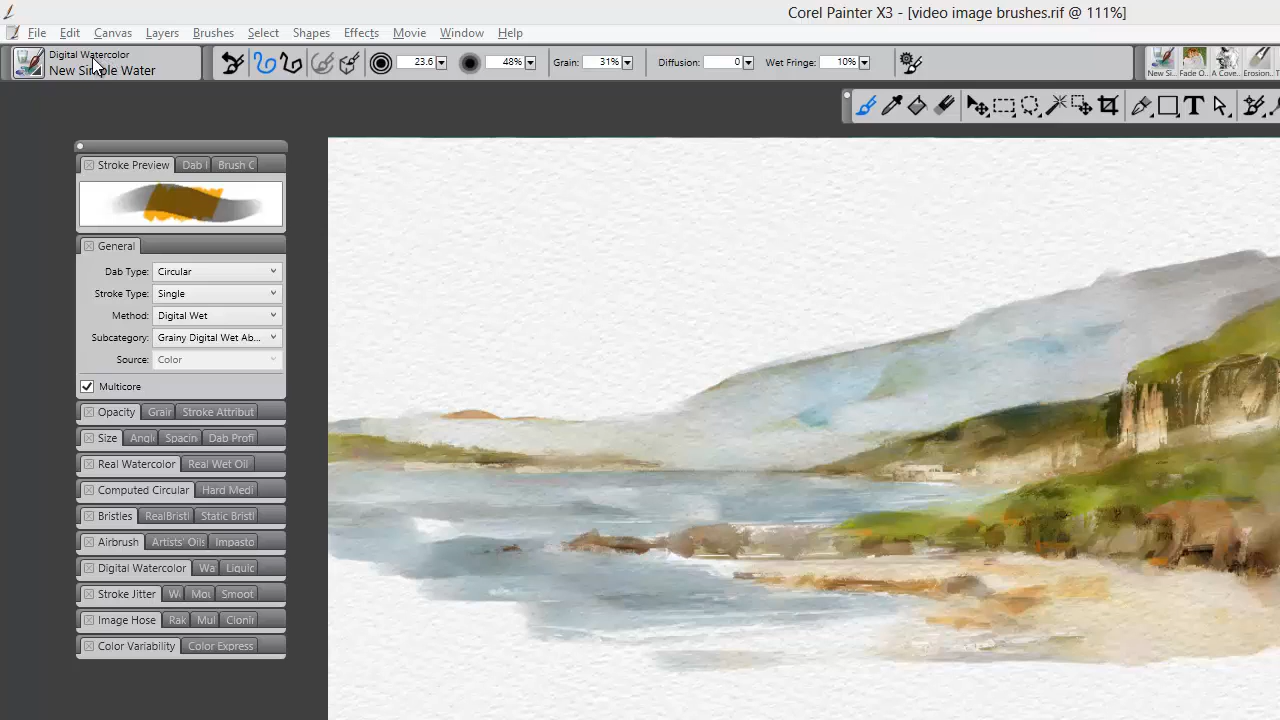 Corel Painter X3 - [video image brushes.rif @ 111%]
File Edit Canvas Layers Brushes Select Shapes Effects Movie Window Help
Digital Watercolor
New Simple Water
23.6 48% Grain: 31% Diffusion: 0 Wet Fringe: 10%
New Si... Fade O... A Cove... Erosion...
Stroke Preview Dab Brush C
General
Dab Type: Circular
Stroke Type: Single
Method: Digital Wet
Subcategory: Grainy Digital Wet Ab...
Source: Color
Multicore
Opacity Grair Stroke Attribut
Size Angl Spacin Dab Profi
Real Watercolor Real Wet Oil
Computed Circular Hard Medi
Bristles RealBristl Static Bristl
Airbrush Artists' Oils Impasto
Digital Watercolor Wa Liquic
Stroke Jitter W Mou Smoot
Image Hose Rak Mul Clonir
Color Variability Color Express